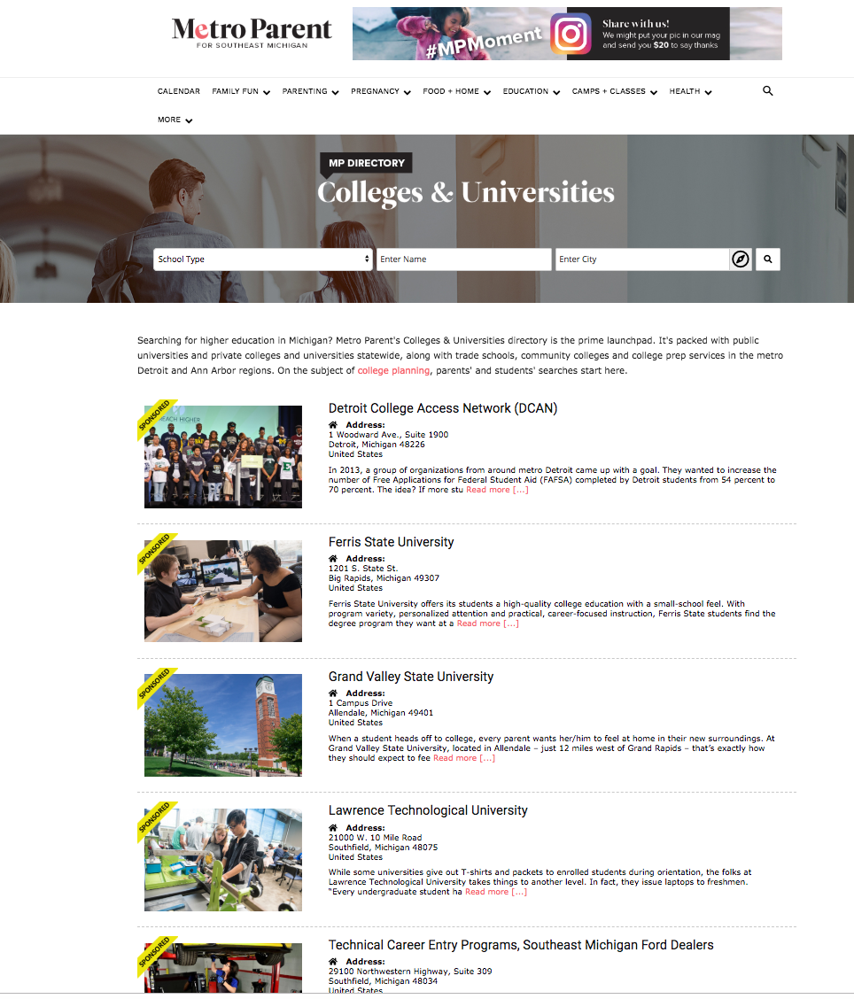 Metro Parent
FOR SOUTHEAST MICHIGAN
#MPMoment
Share with us!
We might put your pic in our mag
and send you $20 to say thanks
CALENDAR FAMILY FUN PARENTING PREGNANCY FOOD + HOME EDUCATION CAMPS + CLASSES HEALTH
MORE
MP DIRECTORY
Colleges & Universities
School Type Enter Name Enter City
Searching for higher education in Michigan? Metro Parent's Colleges & Universities directory is the prime launchpad. It's packed with public
universities and private colleges and universities statewide, along with trade schools, community colleges and college prep services in the metro
Detroit and Ann Arbor regions. On the subject of college planning, parents' and students' searches start here.
SPONSORED
REACH HIGHER
Detroit College Access Network (DCAN)
Address:
1 Woodward Ave., Suite 1900
Detroit, Michigan 48226
United States
In 2013, a group of organizations from around metro Detroit came up with a goal. They wanted to increase the
number of Free Applications for Federal Student Aid (FAFSA) completed by Detroit students from 54 percent to
70 percent. The idea? If more stu Read more [...]
SPONSORED
Ferris State University
Address:
1201 S. State St.
Big Rapids, Michigan 49307
United States
Ferris State University offers its students a high-quality college education with a small-school feel. With
program variety, personalized attention and practical, career-focused instruction, Ferris State students find the
degree program they want at a Read more [...]
SPONSORED
Grand Valley State University
Address:
1 Campus Drive
Allendale, Michigan 49401
United States
When a student heads off to college, every parent wants her/him to feel at home in their new surroundings. At
Grand Valley State University, located in Allendale – just 12 miles west of Grand Rapids – that's exactly how
they should expect to fee Read more [...]
SPONSORED
Lawrence Technological University
Address:
21000 W. 10 Mile Road
Southfield, Michigan 48075
United States
While some universities give out T-shirts and packets to enrolled students during orientation, the folks at
Lawrence Technological University takes things to another level. In fact, they issue laptops to freshmen.
“Every undergraduate student ha Read more [...]
SPONSORED
Technical Career Entry Programs, Southeast Michigan Ford Dealers
Address:
29100 Northwestern Highway, Suite 309
Southfield, Michigan 48034
United States